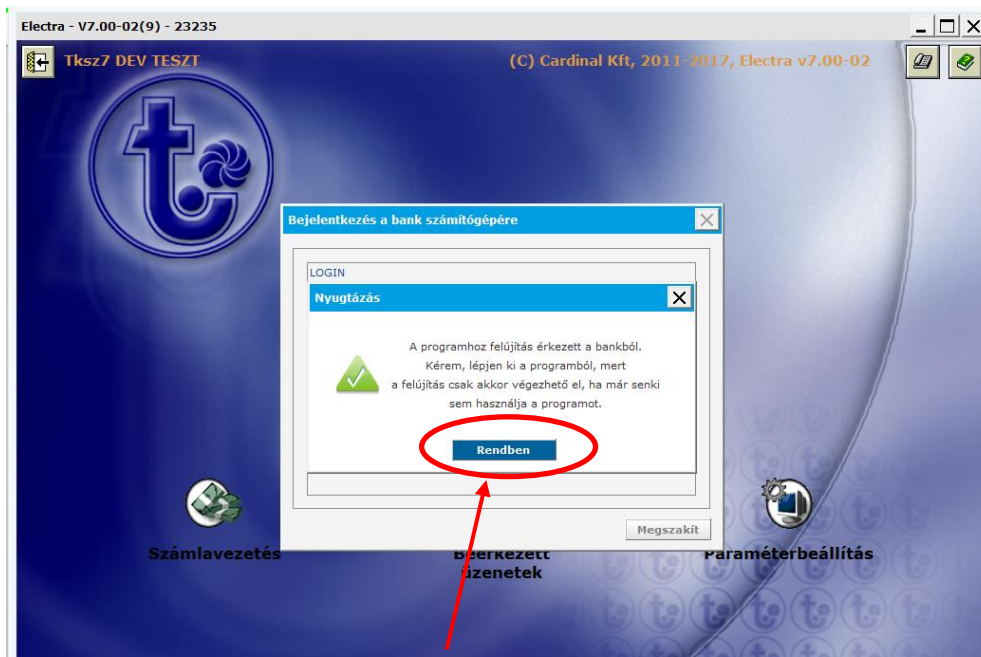 Electra - V7.00-02(9) - 23235
Tksz7 DEV TESZT
(C) Cardinal Kft, 2011-2017, Electra v7.00-02
Bejelentkezés a bank számítógépére
LOGIN
Nyugtázás
A programhoz felújítás érkezett a bankból.
Kérem, lépjen ki a programból, mert
a felújítás csak akkor végezhető el, ha már senki
sem használja a programot.
Rendben
Megszakít
Számlavezetés
Beérkezett
üzenetek
Paraméterbeállítás